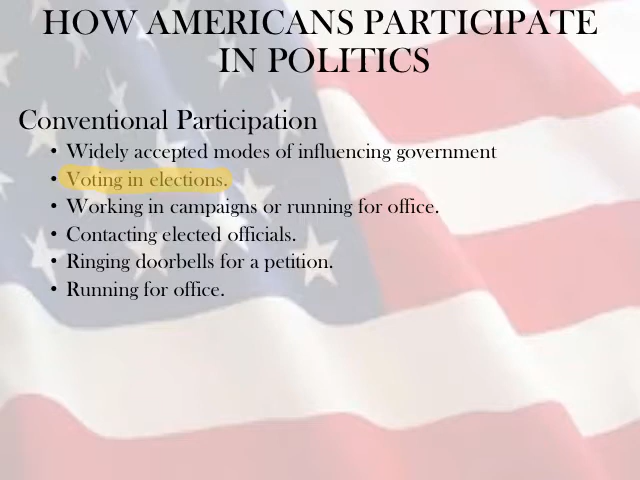 HOW AMERICANS PARTICIPATE
IN POLITICS
Conventional Participation
• Widely accepted modes of influencing government
• Voting in elections.
• Working in campaigns or running for office.
• Contacting elected officials.
• Ringing doorbells for a petition.
• Running for office.